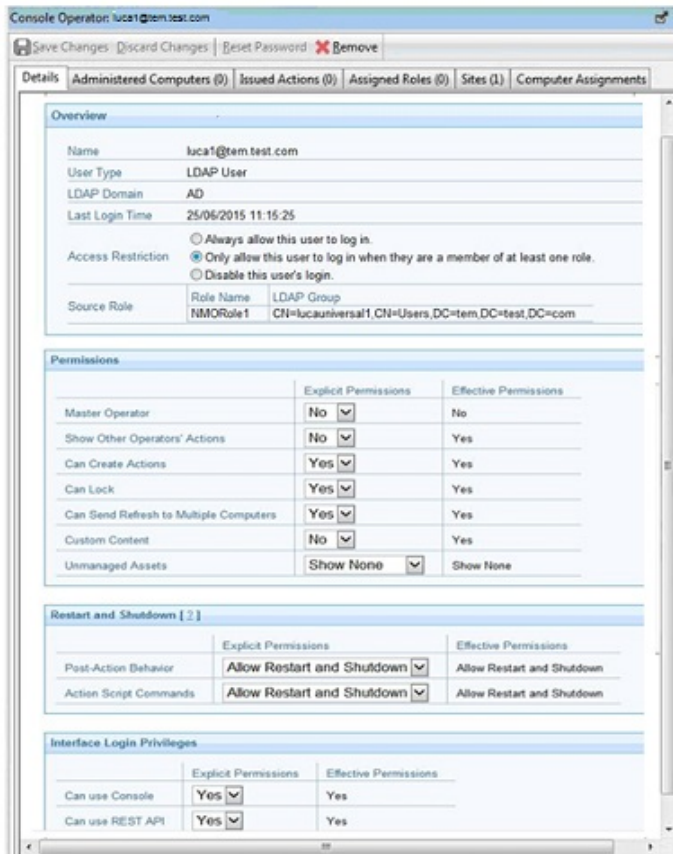 Console Operator: luca1@tem.test.com
Save Changes Discard Changes Reset Password Remove
Details Administered Computers (0) Issued Actions (0) Assigned Roles (0) Sites (1) Computer Assignments
Overview
Name luca1@tem.test.com
User Type LDAP User
LDAP Domain AD
Last Login Time 25/06/2015 11:15:25
Access Restriction
Always allow this user to log in.
Only allow this user to log in when they are a member of at least one role.
Disable this user's login.
Source Role
Role Name LDAP Group
NMORole1 CN=lucauniversal1,CN=Users,DC=tem,DC=test,DC=com
Permissions
Explicit Permissions Effective Permissions
Master Operator No No
Show Other Operators' Actions No Yes
Can Create Actions Yes Yes
Can Lock Yes Yes
Can Send Refresh to Multiple Computers Yes Yes
Custom Content No Yes
Unmanaged Assets Show None Show None
Restart and Shutdown [ ? ]
Explicit Permissions Effective Permissions
Post-Action Behavior Allow Restart and Shutdown Allow Restart and Shutdown
Action Script Commands Allow Restart and Shutdown Allow Restart and Shutdown
Interface Login Privileges
Explicit Permissions Effective Permissions
Can use Console Yes Yes
Can use REST API Yes Yes